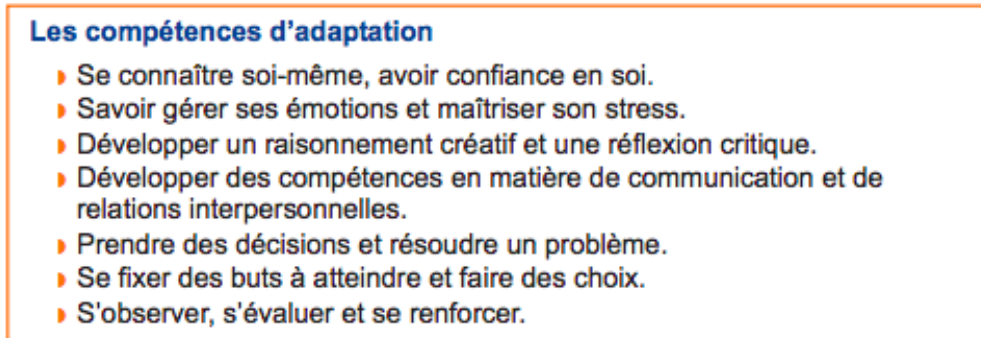 Les compétences d'adaptation
Se connaître soi-même, avoir confiance en soi.
Savoir gérer ses émotions et maîtriser son stress.
Développer un raisonnement créatif et une réflexion critique.
Développer des compétences en matière de communication et de
relations interpersonnelles.
Prendre des décisions et résoudre un problème.
Se fixer des buts à atteindre et faire des choix.
S'observer, s'évaluer et se renforcer.